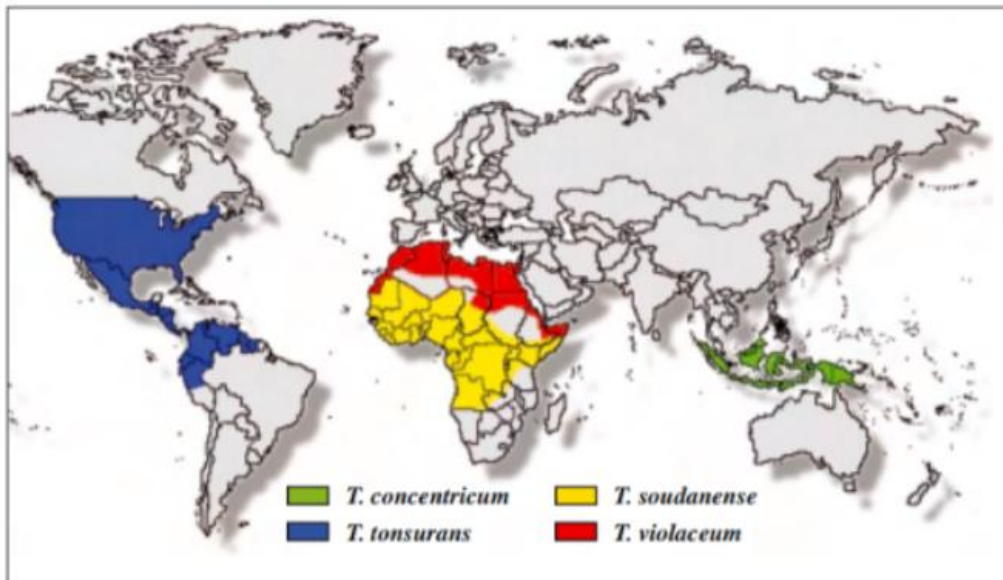 T. concentricum
T. soudanense
T. tonsurans
T. violaceum